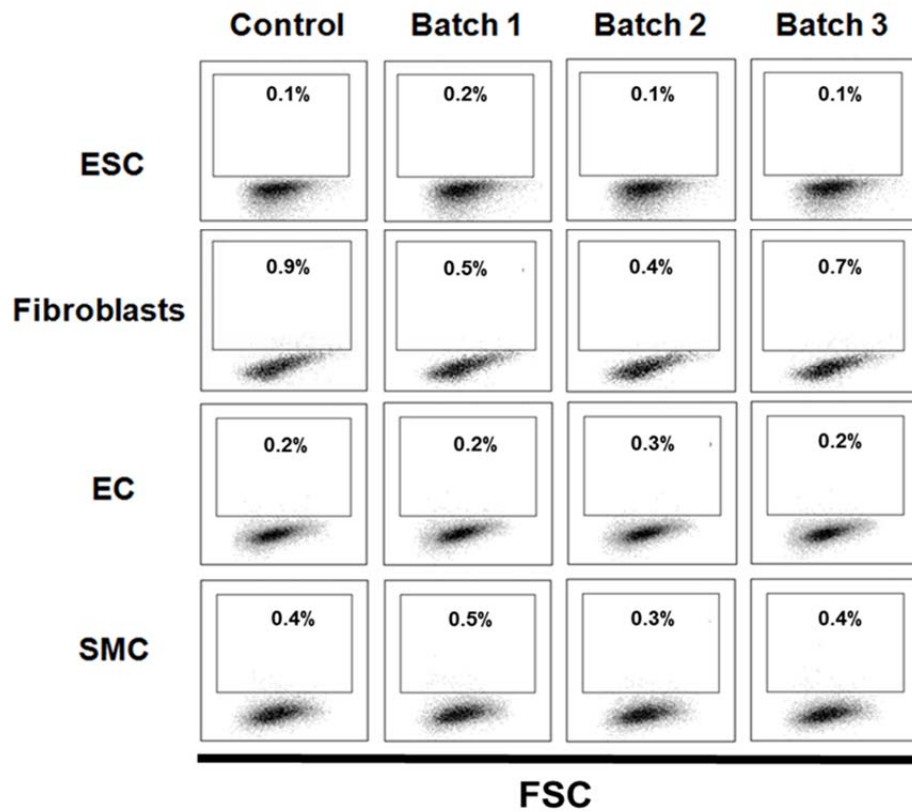 Control Batch 1 Batch 2 Batch 3
ESC 0.1% 0.2% 0.1% 0.1%
Fibroblasts 0.9% 0.5% 0.4% 0.7%
EC 0.2% 0.2% 0.3% 0.2%
SMC 0.4% 0.5% 0.3% 0.4%
FSC